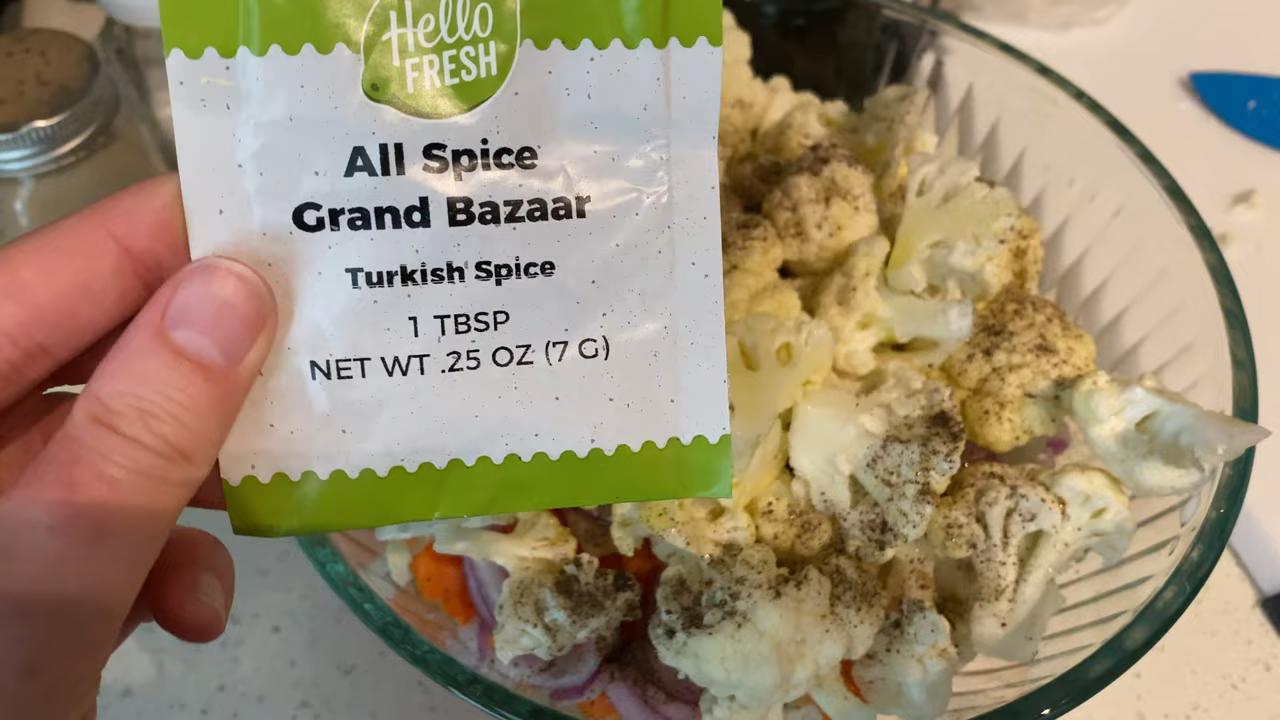 Hello
FRESH
All Spice
Grand Bazaar
Turkish Spice
1 TBSP
NET WT .25 OZ (7 G)